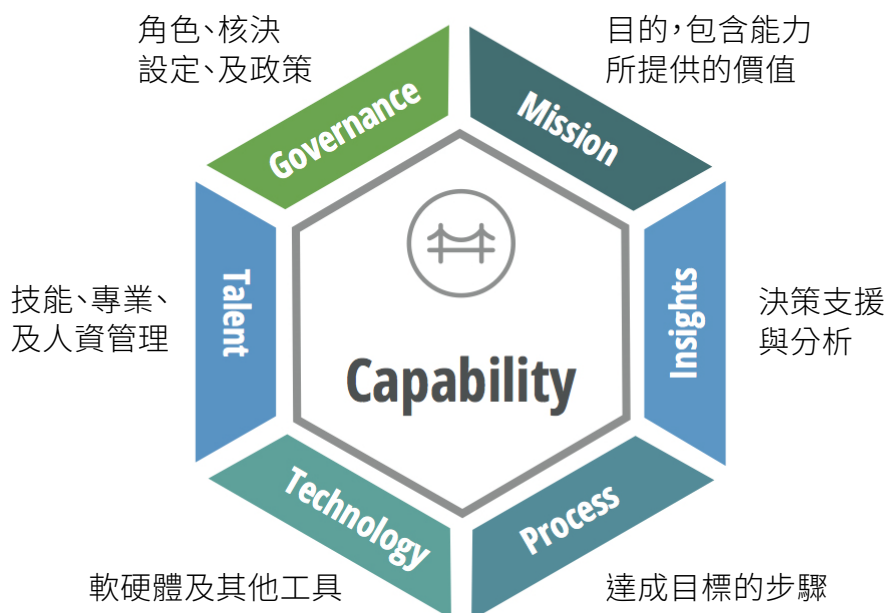 角色、核決
設定、及政策
目的，包含能力
所提供的價值
Governance
Mission
技能、專業、
及人資管理
Talent
Capability
Insights
決策支援
與分析
Technology
Process
軟硬體及其他工具
達成目標的步驟